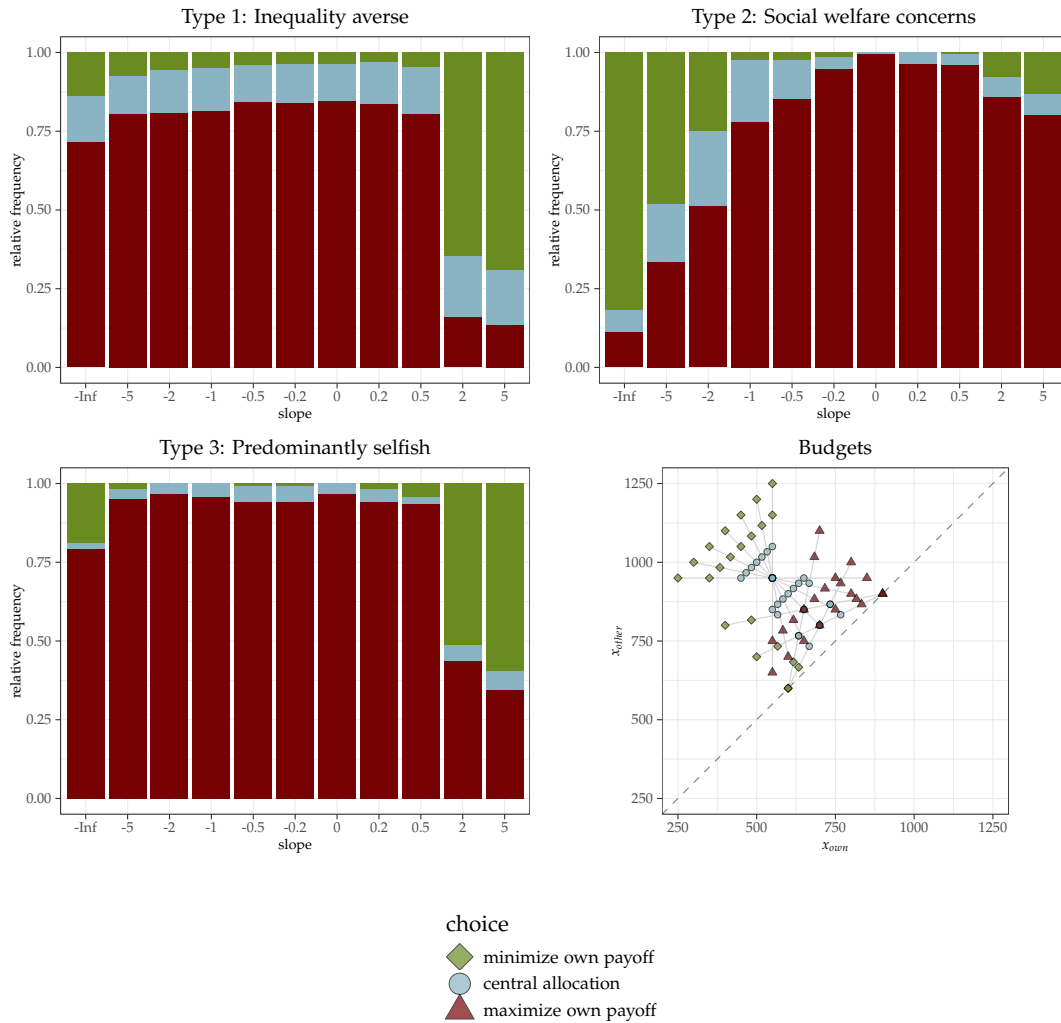 Type 1: Inequality averse
1.00
0.75
0.50
0.25
0.00
relative frequency
-Inf -5 -2 -1 -0.5 -0.2 0 0.2 0.5 2 5
slope
Type 2: Social welfare concerns
1.00
0.75
0.50
0.25
0.00
relative frequency
-Inf -5 -2 -1 -0.5 -0.2 0 0.2 0.5 2 5
slope
Type 3: Predominantly selfish
1.00
0.75
0.50
0.25
0.00
relative frequency
-Inf -5 -2 -1 -0.5 -0.2 0 0.2 0.5 2 5
slope
Budgets
1250
1000
750
500
250
x_other
250 500 750 1000 1250
x_own
choice
minimize own payoff
central allocation
maximize own payoff